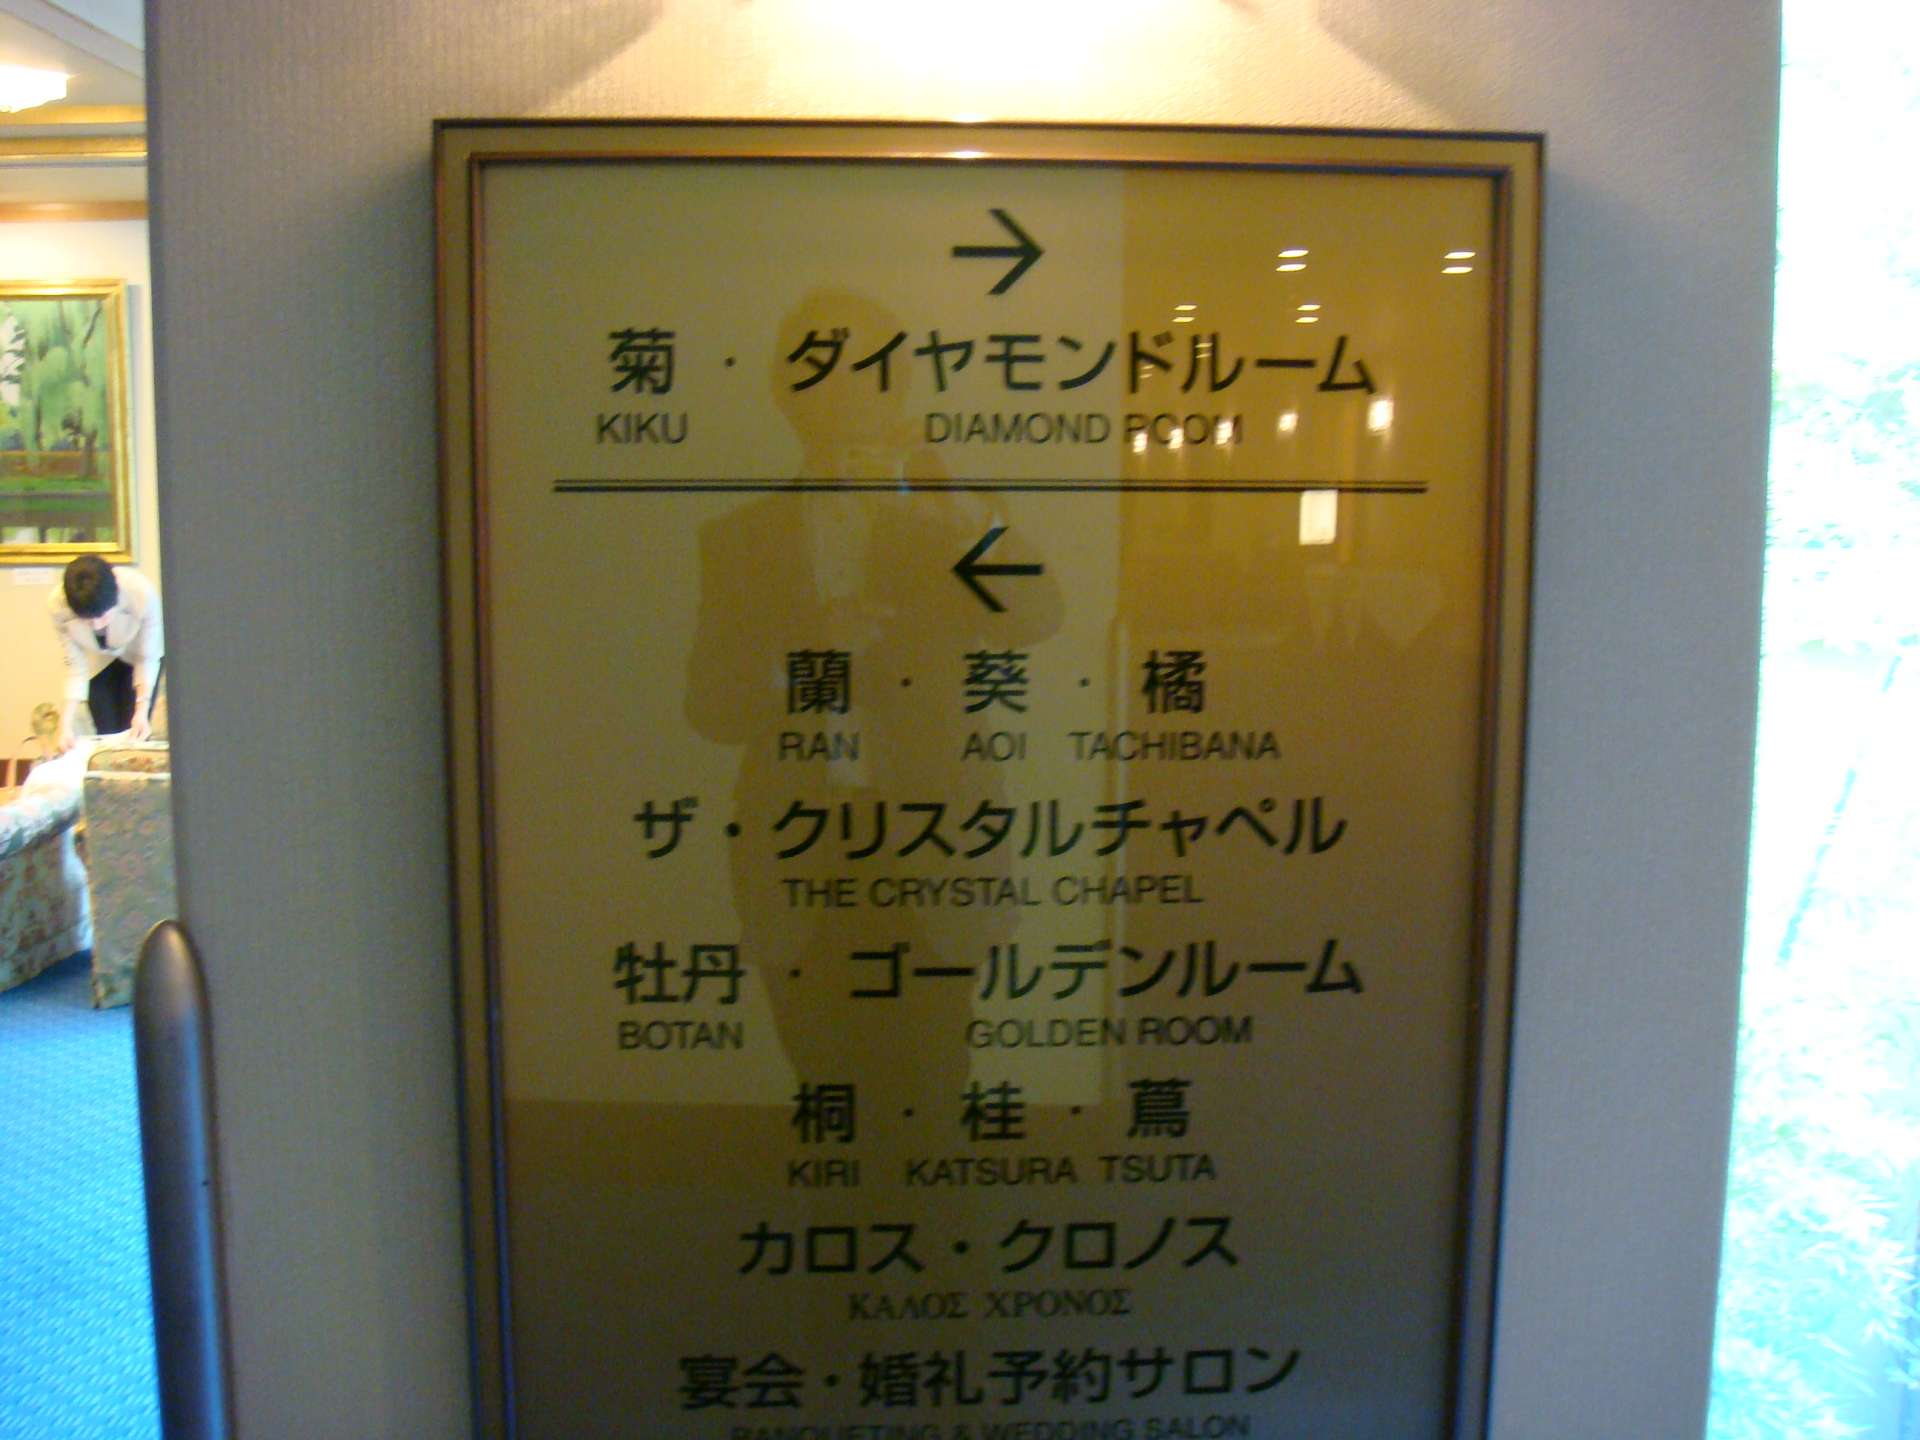 →
菊・ダイヤモンドルーム
KIKU DIAMOND ROOM
←
蘭・葵・橘
RAN AOI TACHIBANA
ザ・クリスタルチャペル
THE CRYSTAL CHAPEL
牡丹・ゴールデンルーム
BOTAN GOLDEN ROOM
桐・桂・蔦
KIRI KATSURA TSUTA
カロス・クロノス
ΚΑΛΟΣ ΧΡΟΝΟΣ
宴会・婚礼予約サロン
BANQUETING & WEDDING SALON